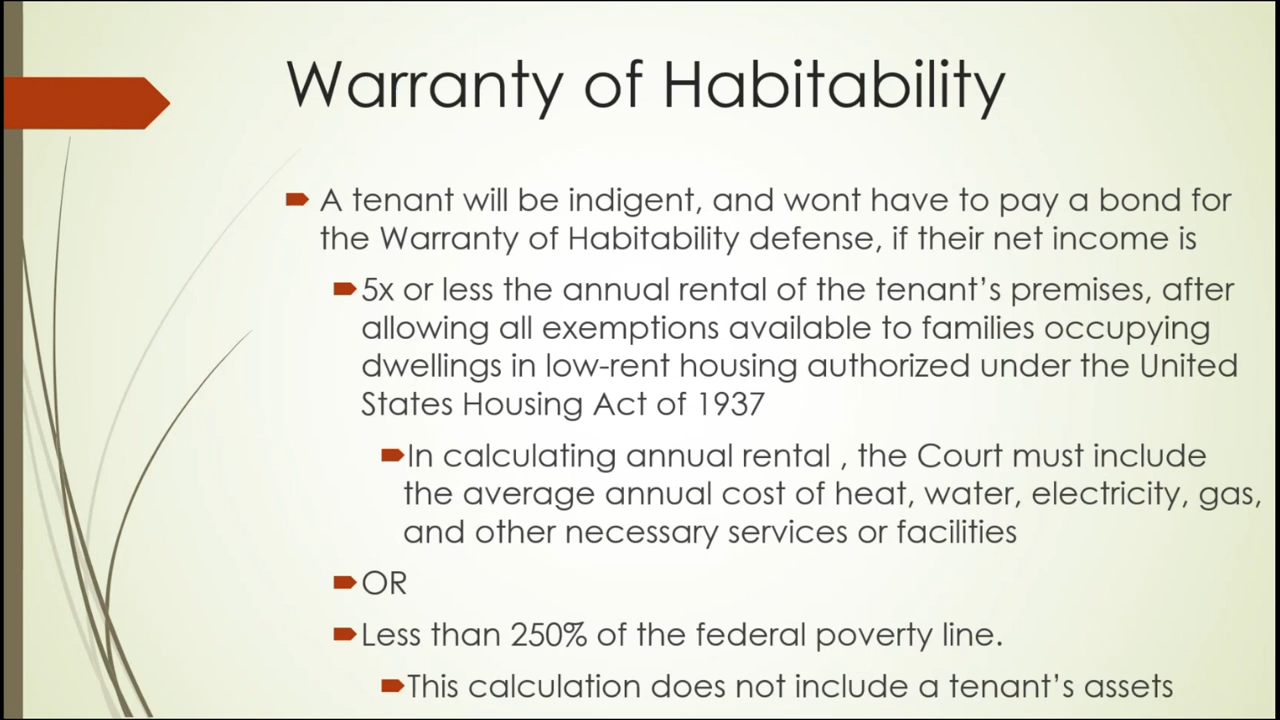 Warranty of Habitability
A tenant will be indigent, and wont have to pay a bond for
the Warranty of Habitability defense, if their net income is
5x or less the annual rental of the tenant’s premises, after
allowing all exemptions available to families occupying
dwellings in low-rent housing authorized under the United
States Housing Act of 1937
In calculating annual rental , the Court must include
the average annual cost of heat, water, electricity, gas,
and other necessary services or facilities
OR
Less than 250% of the federal poverty line.
This calculation does not include a tenant’s assets